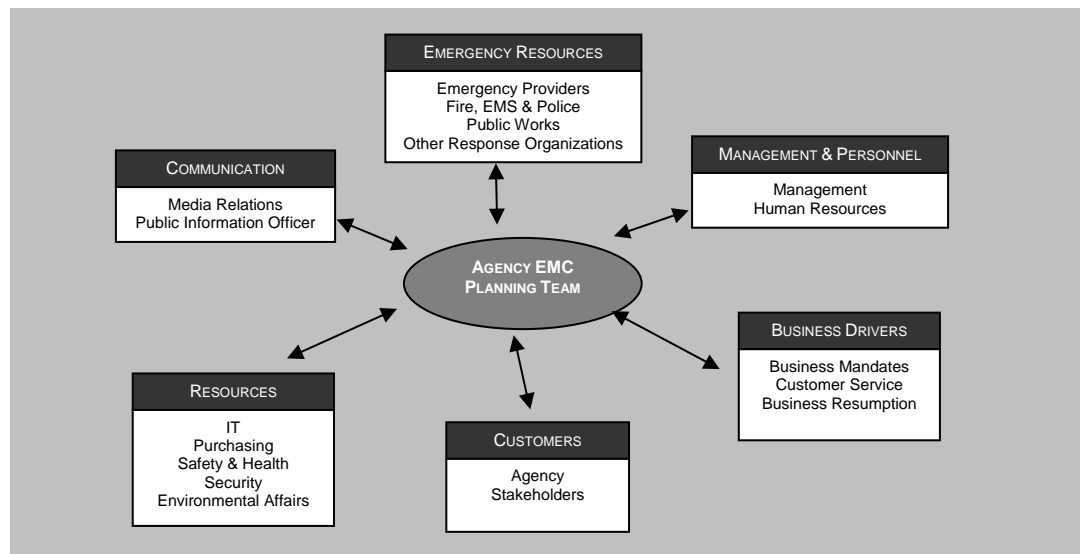 EMERGENCY RESOURCES
Emergency Providers
Fire, EMS & Police
Public Works
Other Response Organizations
COMMUNICATION
Media Relations
Public Information Officer
MANAGEMENT & PERSONNEL
Management
Human Resources
AGENCY EMC
PLANNING TEAM
BUSINESS DRIVERS
Business Mandates
Customer Service
Business Resumption
RESOURCES
IT
Purchasing
Safety & Health
Security
Environmental Affairs
CUSTOMERS
Agency
Stakeholders